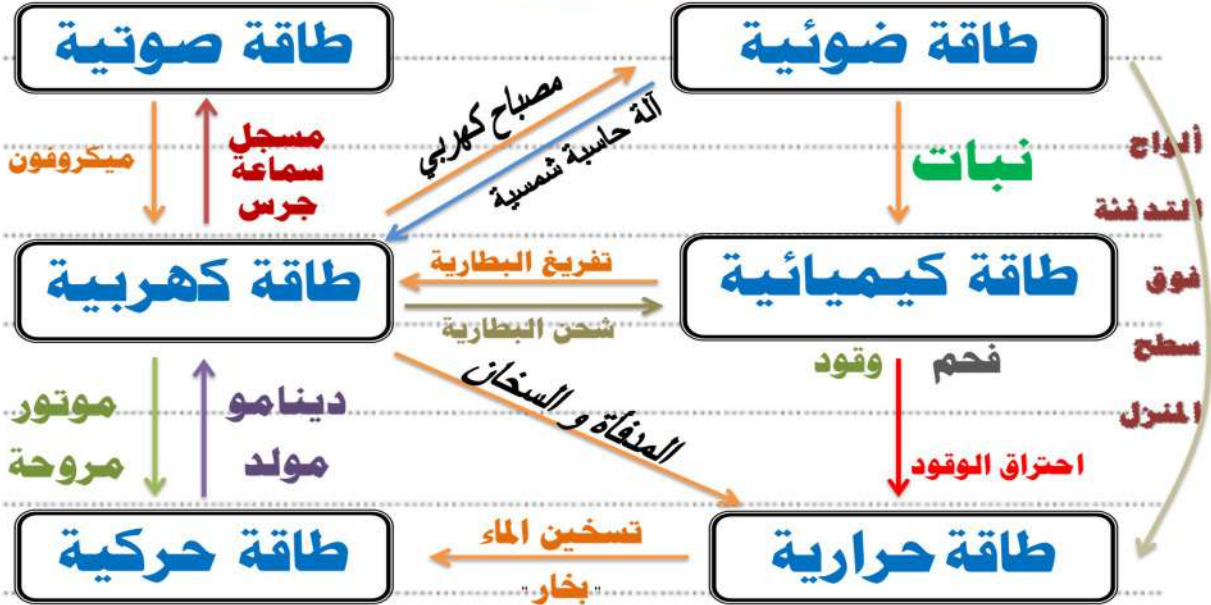 طاقة ضوئية
طاقة صوتية
مصباح كهربي
آلة حاسبة شمسية
ألواح
التدفئة
فوق
سطح
المنزل
نبات
مسجل
سماعة
جرس
ميكروفون
طاقة كيميائية
طاقة كهربية
تفريغ البطارية
شحن البطارية
فحم
وقود
احتراق الوقود
المدفأة و السخان
دينامو
مولد
موتور
مروحة
طاقة حرارية
طاقة حركية
تسخين الماء
"بخار"